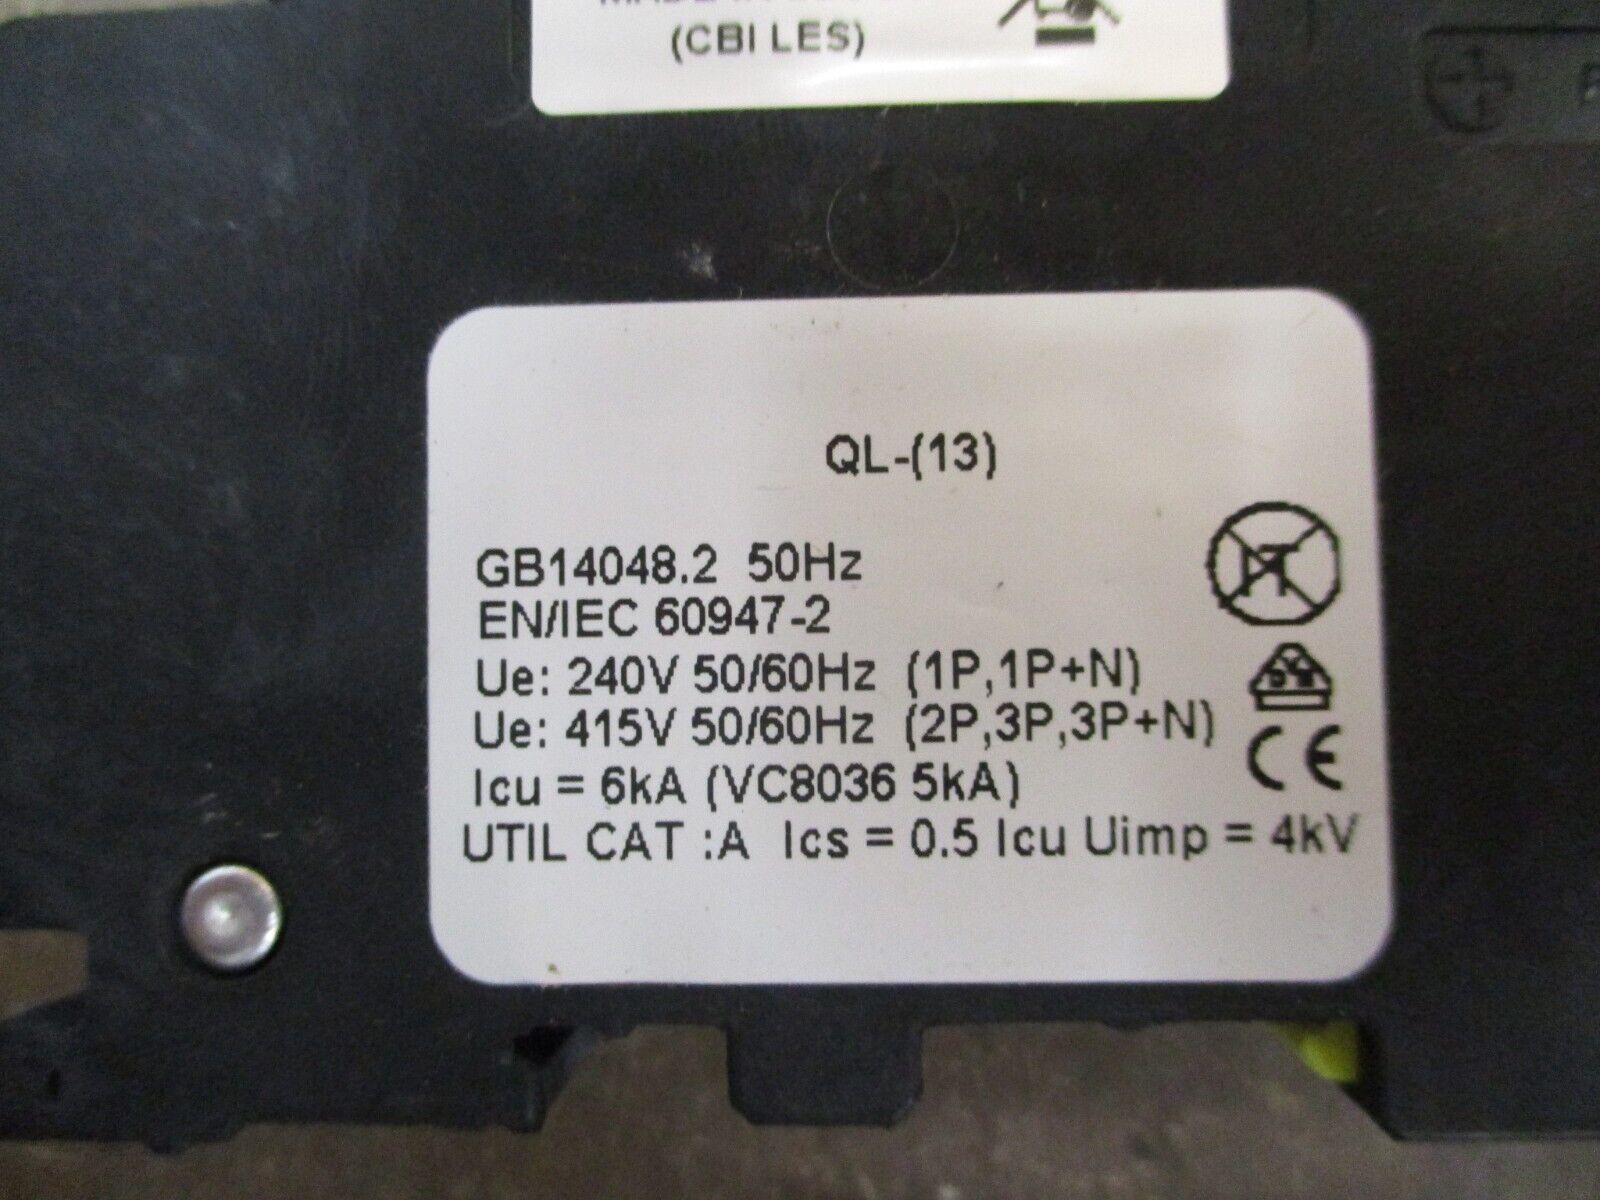 (CBI LES)
QL-(13)
GB14048.2 50Hz
EN/IEC 60947-2
Ue: 240V 50/60Hz (1P,1P+N)
Ue: 415V 50/60Hz (2P,3P,3P+N)
Icu = 6kA (VC8036 5kA)
UTIL CAT :A Ics = 0.5 Icu Uimp = 4kV
IT
CE